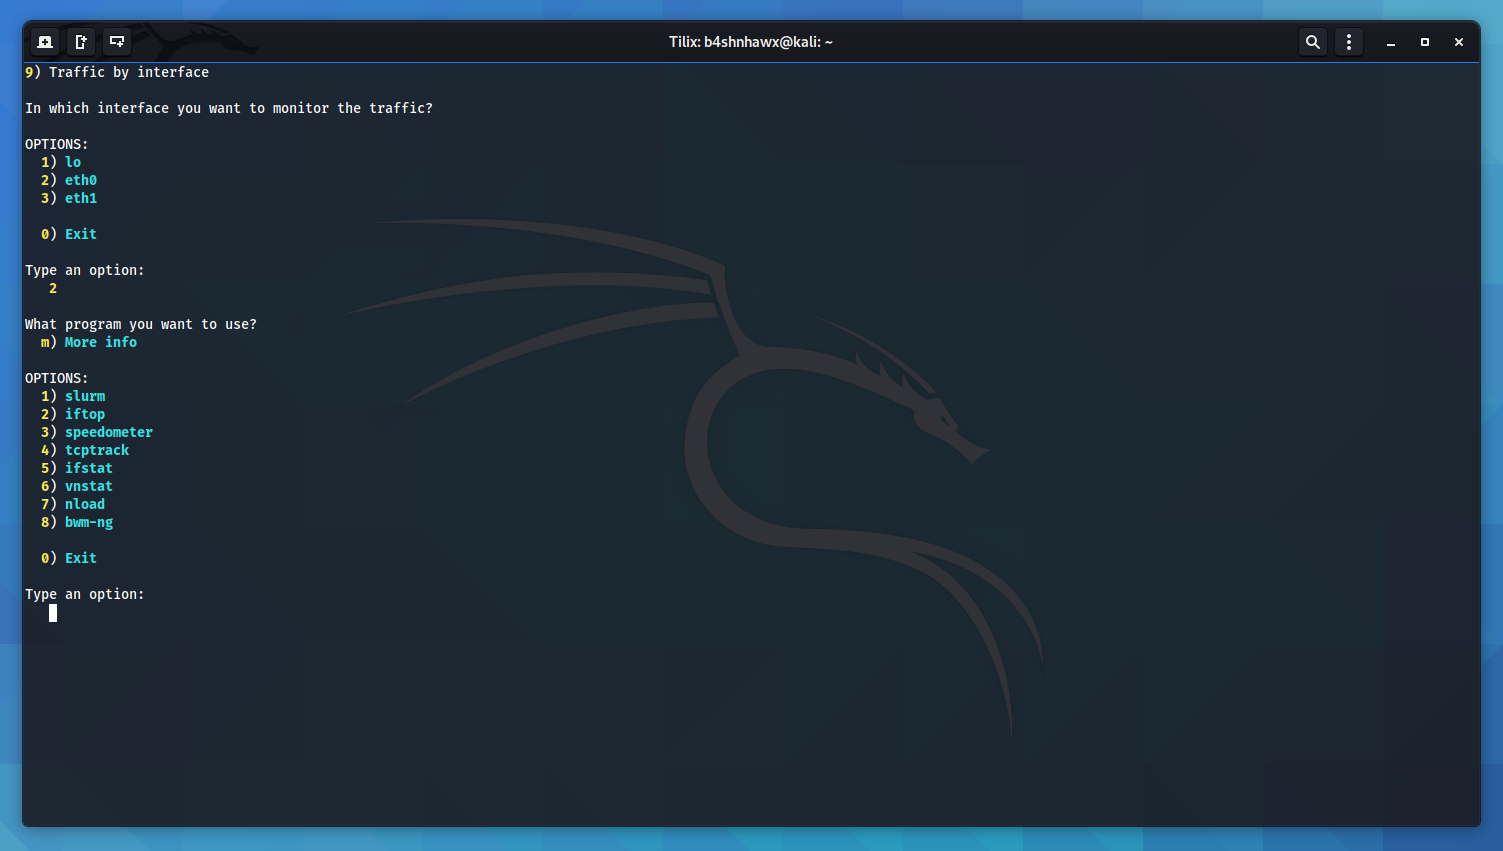 Tilix: b4shnhawx@kali: ~
9) Traffic by interface
In which interface you want to monitor the traffic?
OPTIONS:
1) lo
2) eth0
3) eth1
0) Exit
Type an option:
2
What program you want to use?
m) More info
OPTIONS:
1) slurm
2) iftop
3) speedometer
4) tcptrack
5) ifstat
6) vnstat
7) nload
8) bwm-ng
0) Exit
Type an option: